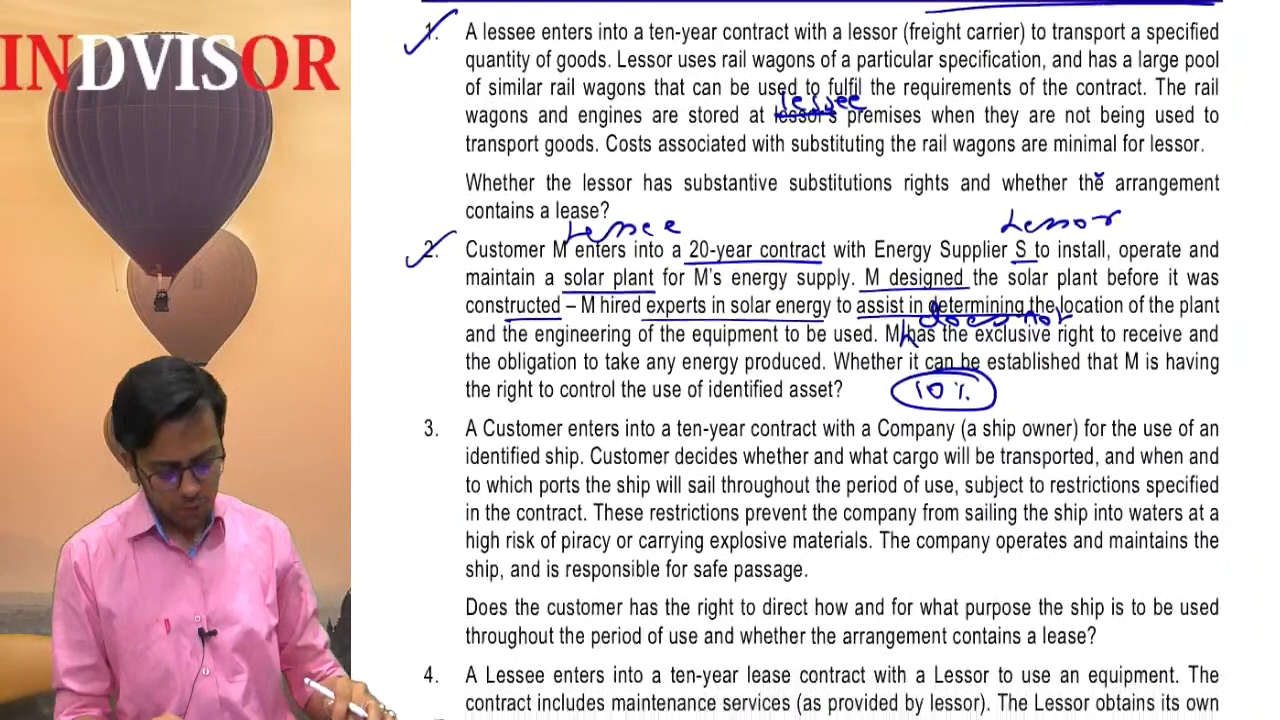 INDVISOR
1. A lessee enters into a ten-year contract with a lessor (freight carrier) to transport a specified
quantity of goods. Lessor uses rail wagons of a particular specification, and has a large pool
of similar rail wagons that can be used to fulfil the requirements of the contract. The rail
lessee
wagons and engines are stored at lessor's premises when they are not being used to
transport goods. Costs associated with substituting the rail wagons are minimal for lessor.
Whether the lessor has substantive substitutions rights and whether the arrangement
contains a lease?
Lessee Lessor
2. Customer M enters into a 20-year contract with Energy Supplier S to install, operate and
maintain a solar plant for M's energy supply. M designed the solar plant before it was
constructed – M hired experts in solar energy to assist in determining the location of the plant
does not
and the engineering of the equipment to be used. M has the exclusive right to receive and
the obligation to take any energy produced. Whether it can be established that M is having
the right to control the use of identified asset? 10%
3. A Customer enters into a ten-year contract with a Company (a ship owner) for the use of an
identified ship. Customer decides whether and what cargo will be transported, and when and
to which ports the ship will sail throughout the period of use, subject to restrictions specified
in the contract. These restrictions prevent the company from sailing the ship into waters at a
high risk of piracy or carrying explosive materials. The company operates and maintains the
ship, and is responsible for safe passage.
Does the customer has the right to direct how and for what purpose the ship is to be used
throughout the period of use and whether the arrangement contains a lease?
4. A Lessee enters into a ten-year lease contract with a Lessor to use an equipment. The
contract includes maintenance services (as provided by lessor). The Lessor obtains its own